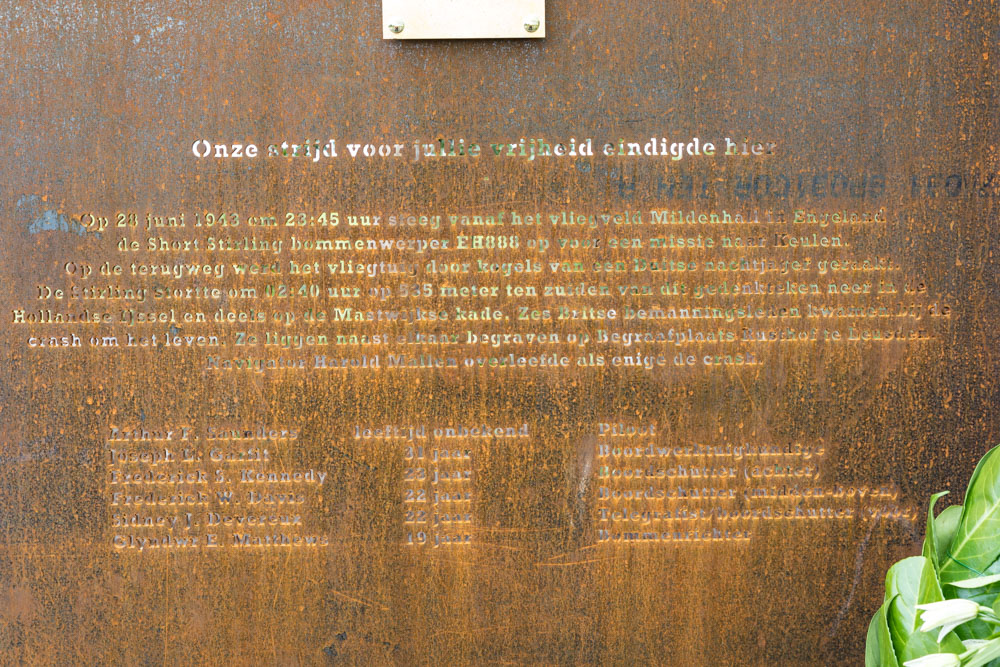 Onze strijd voor jullie vrijheid eindigde hier
Op 28 juni 1943 om 23:45 uur steeg vanaf het vliegveld Mildenhall in Engeland
de Short Stirling bommenwerper EH888 op voor een missie naar Keulen.
Op de terugweg werd het vliegtuig door kogels van een Duitse nachtjager geraakt.
De Stirling stortte om 02:40 uur op 535 meter ten zuiden van dit gedenkteken neer in de
Hollandse IJssel en deels op de Mastwijkse kade. Zes Britse bemanningsleden kwamen bij de
crash om het leven. Ze liggen naast elkaar begraven op Begraafplaats Rusthof te Leusden.
Navigator Harold Mallen overleefde als enige de crash.
Arthur F. Saunders leeftijd onbekend Piloot
Joseph L. 31 jaar Boordwerktuigkundige
Frederick S. Kennedy 23 jaar Boordschutter (achter)
Frederick W. Davis 22 jaar Boordschutter (midden-boven)
Sidney J. Devereux 22 jaar Telegrafist/boordschutter
Glyndwr E. Matthews 19 jaar Bommenrichter